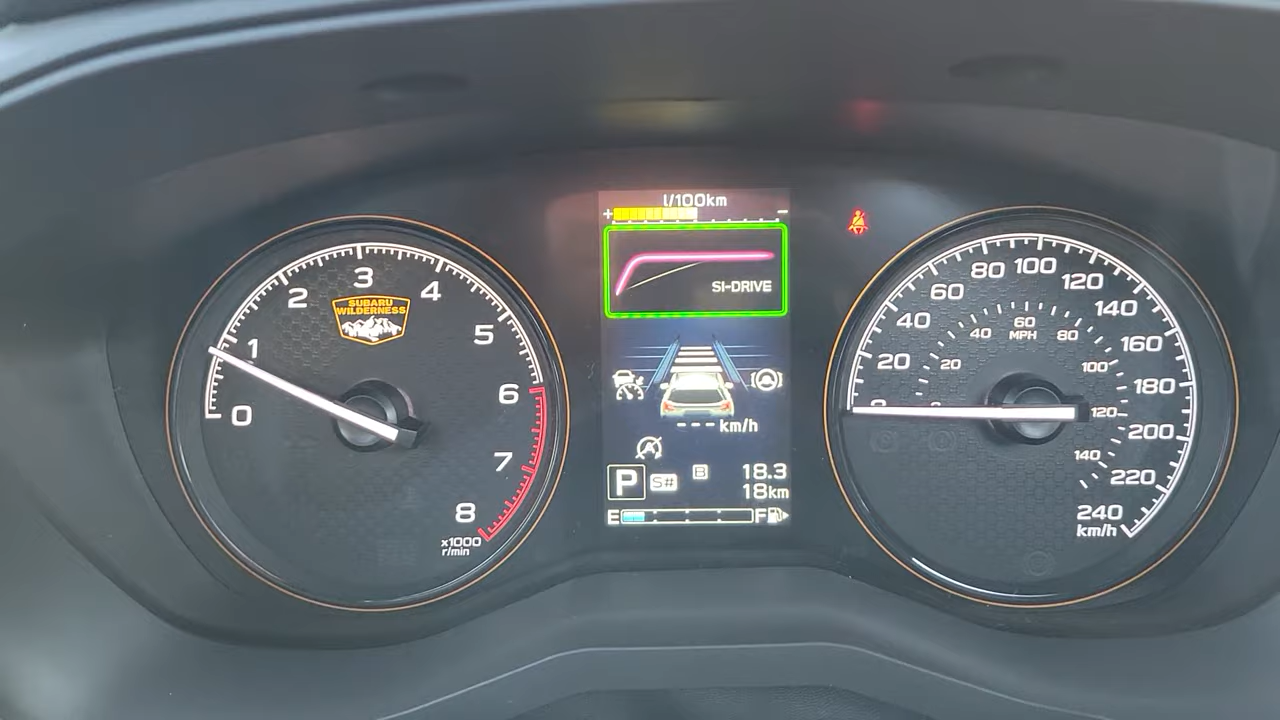 0
1
2
3
4
5
6
7
8
x1000
r/min
SUBARU
WILDERNESS
l/100km
+ −
SI-DRIVE
--- km/h
A
P S# B 18.3
18km
E F
0
20
40
60
80
100
120
140
160
180
200
220
240
km/h
20
40
60
80
100
120
140
MPH